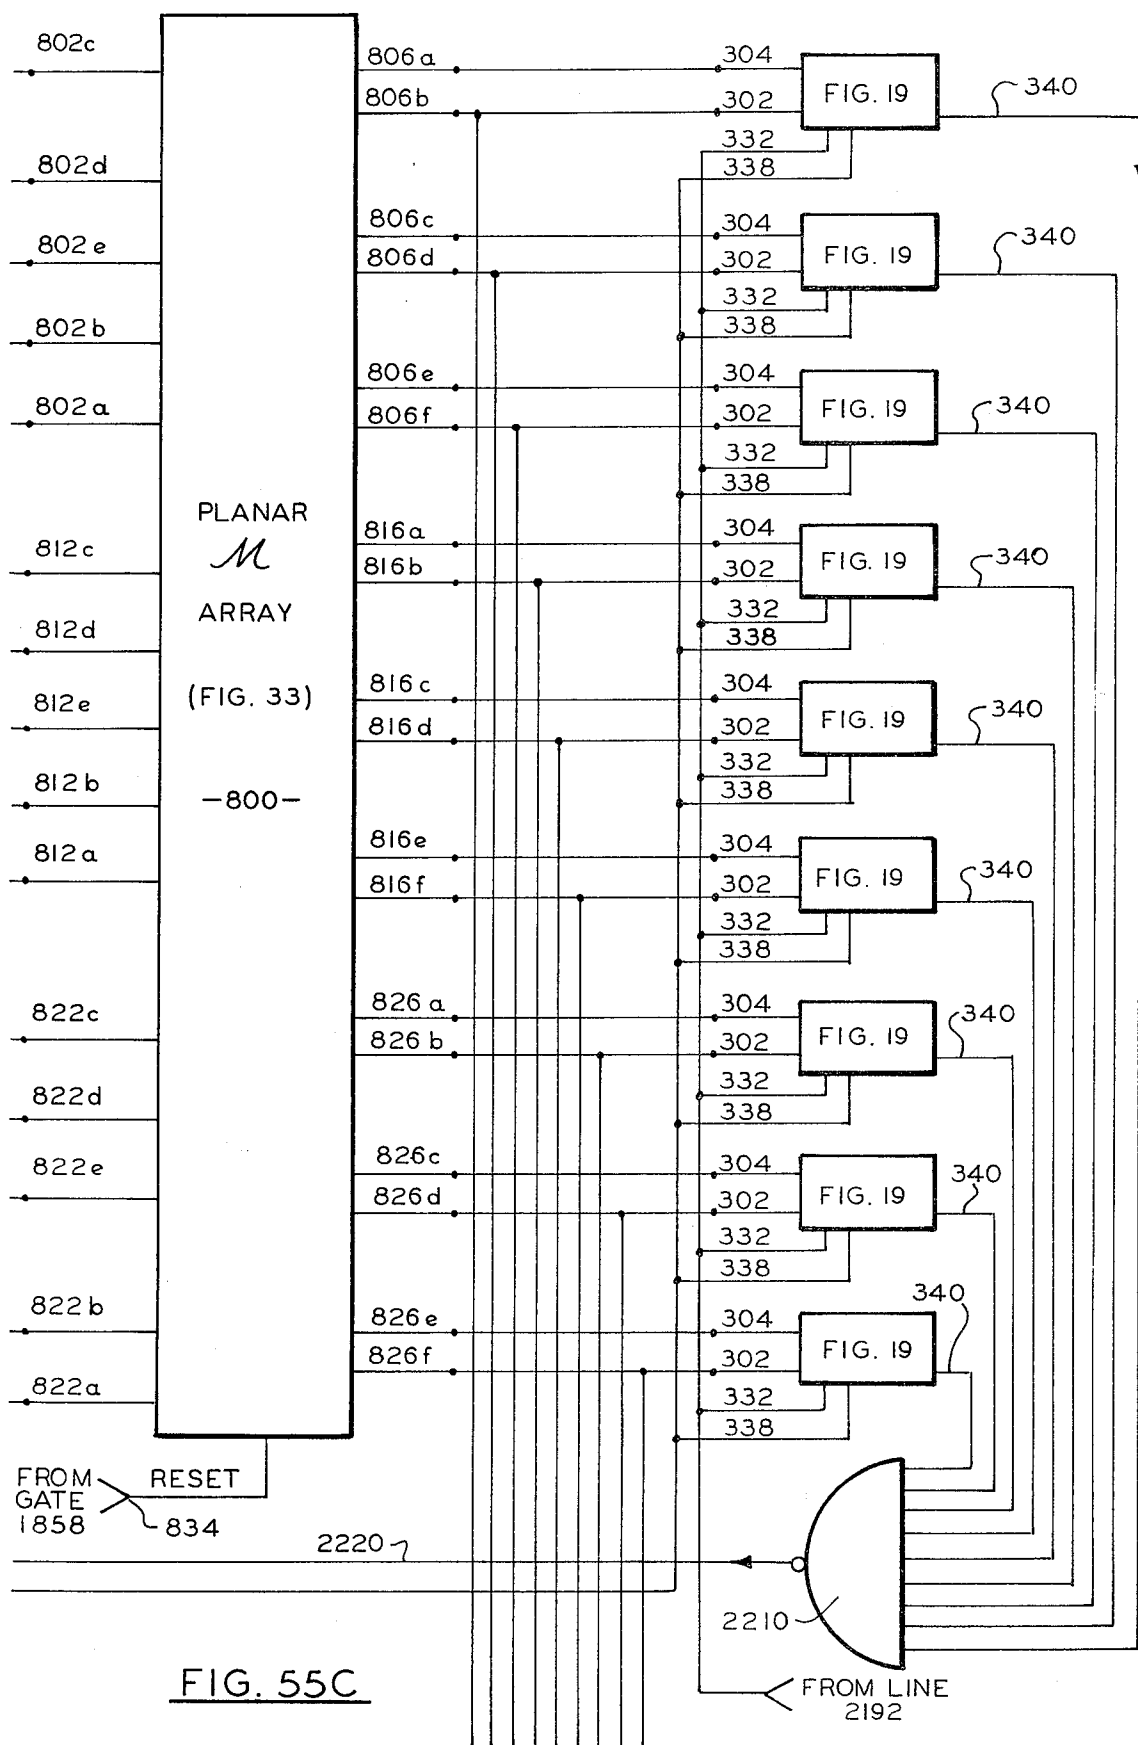 802c
802d
802e
802b
802a
812c
812d
812e
812b
812a
822c
822d
822e
822b
822a
PLANAR
M
ARRAY
(FIG. 33)
-800-
FROM
GATE
1858
RESET
834
806a
806b
304
302
332
338
FIG. 19
340
806c
806d
304
302
332
338
FIG. 19
340
806e
806f
304
302
332
338
FIG. 19
340
816a
816b
304
302
332
338
FIG. 19
340
816c
816d
304
302
332
338
FIG. 19
340
816e
816f
304
302
332
338
FIG. 19
340
826a
826b
304
302
332
338
FIG. 19
340
826c
826d
304
302
332
338
FIG. 19
340
826e
826f
304
302
332
338
FIG. 19
340
2220
2210
FROM LINE
2192
FIG. 55C